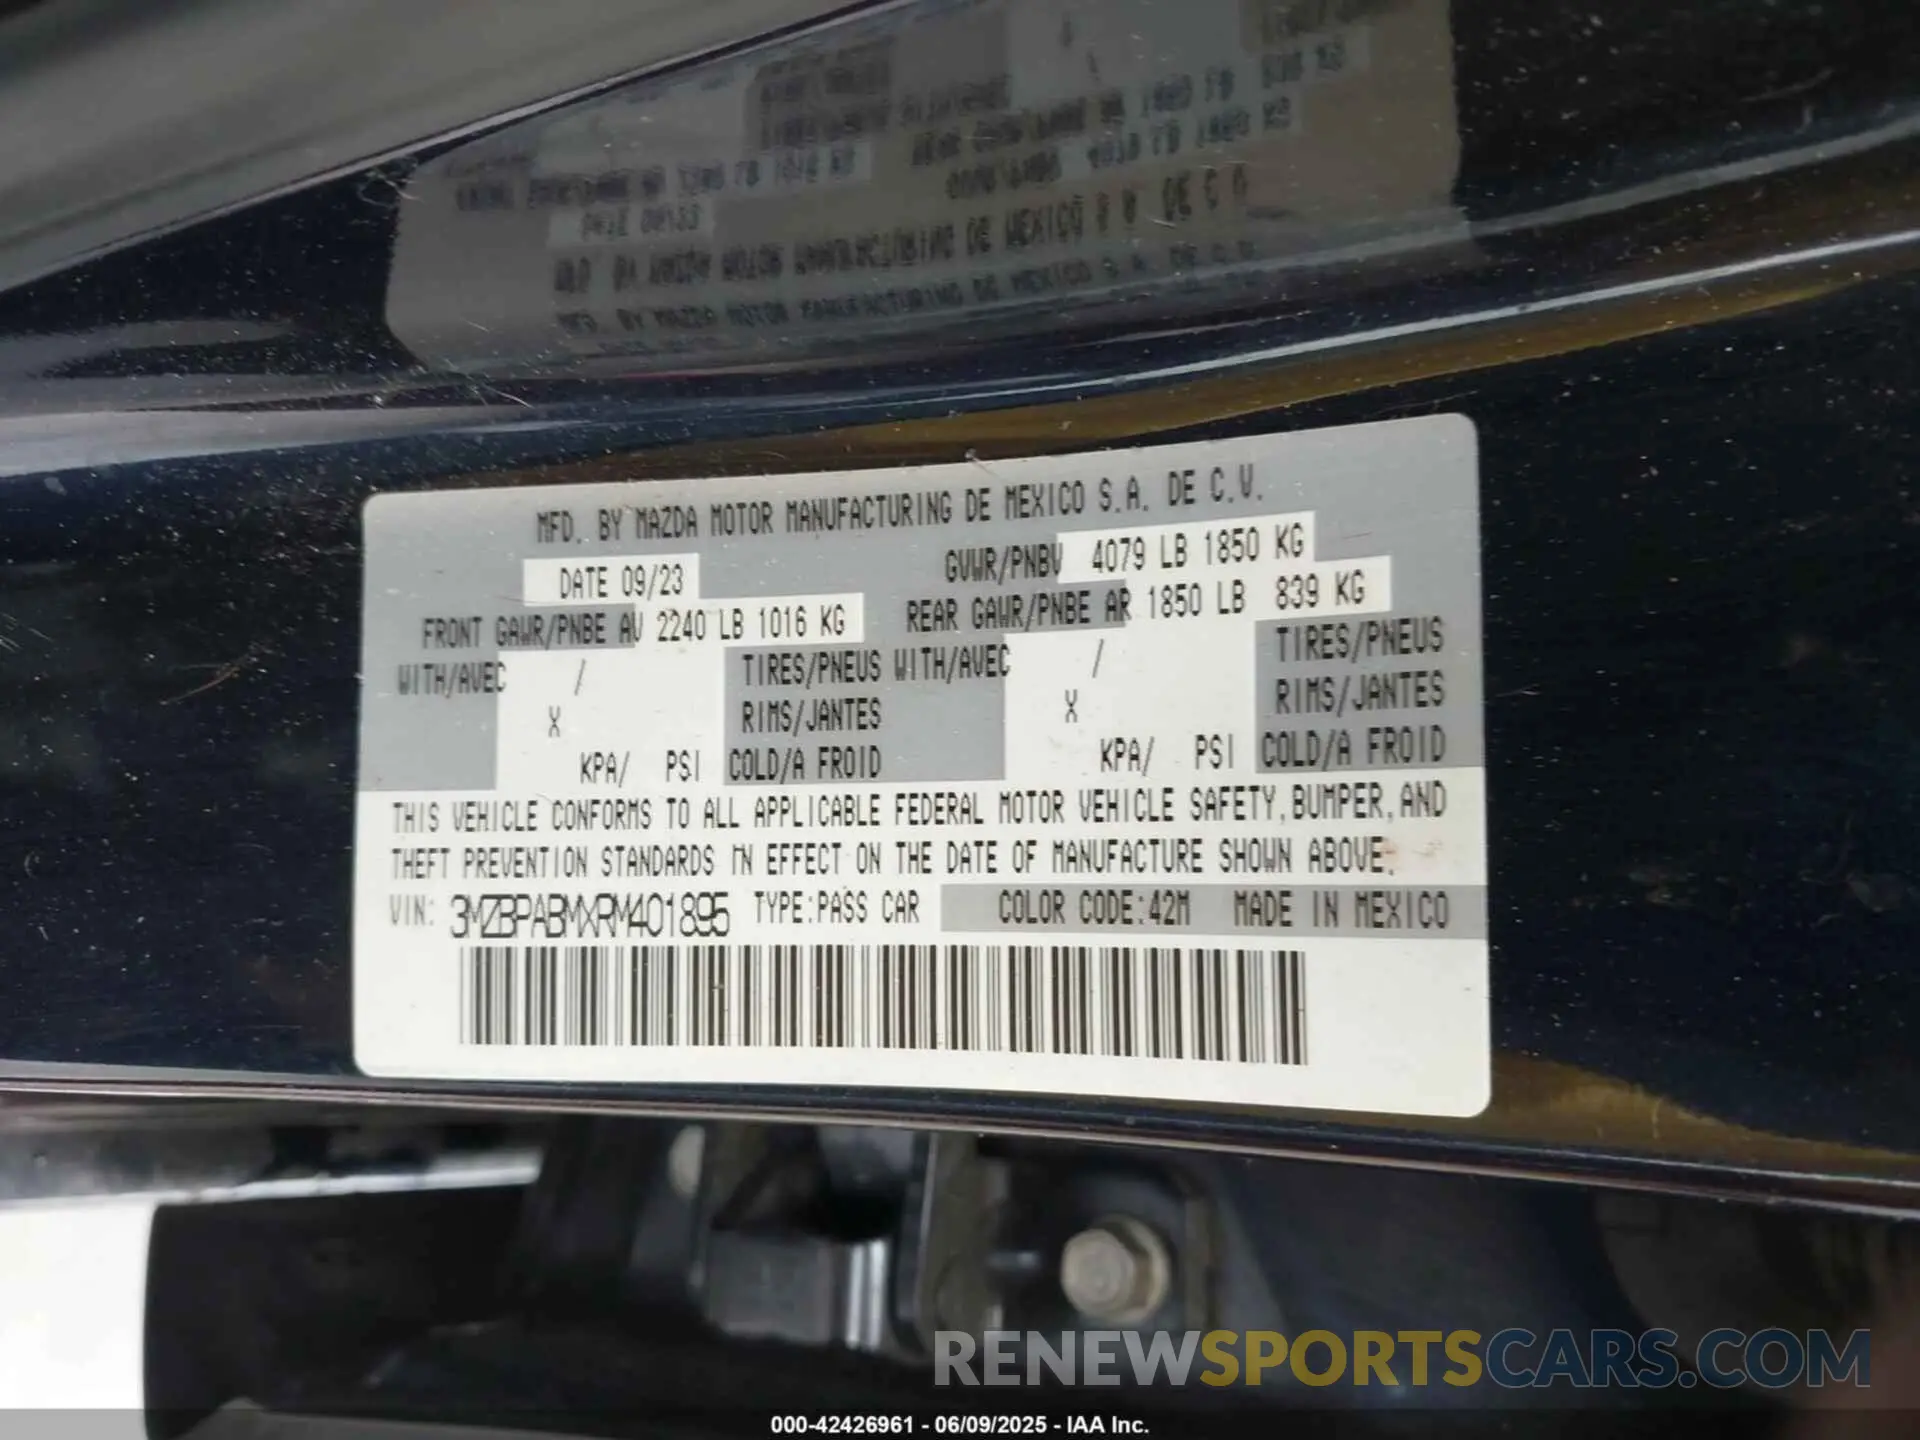 MFD. BY MAZDA MOTOR MANUFACTURING DE MEXICO S.A. DE C.V.
DATE 09/23
GVWR/PNBV 4079 LB 1850 KG
FRONT GAWR/PNBE AV 2240 LB 1016 KG
REAR GAWR/PNBE AR 1850 LB 839 KG
WITH/AVEC / TIRES/PNEUS WITH/AVEC / TIRES/PNEUS
X RIMS/JANTES X RIMS/JANTES
KPA/ PSI COLD/A FROID KPA/ PSI COLD/A FROID
THIS VEHICLE CONFORMS TO ALL APPLICABLE FEDERAL MOTOR VEHICLE SAFETY, BUMPER, AND
THEFT PREVENTION STANDARDS IN EFFECT ON THE DATE OF MANUFACTURE SHOWN ABOVE.
VIN: 3MZBPABMXRM401895 TYPE:PASS CAR COLOR CODE:42M MADE IN MEXICO
RENEWSPORTSCARS.COM
000-42426961 - 06/09/2025 - IAA Inc.